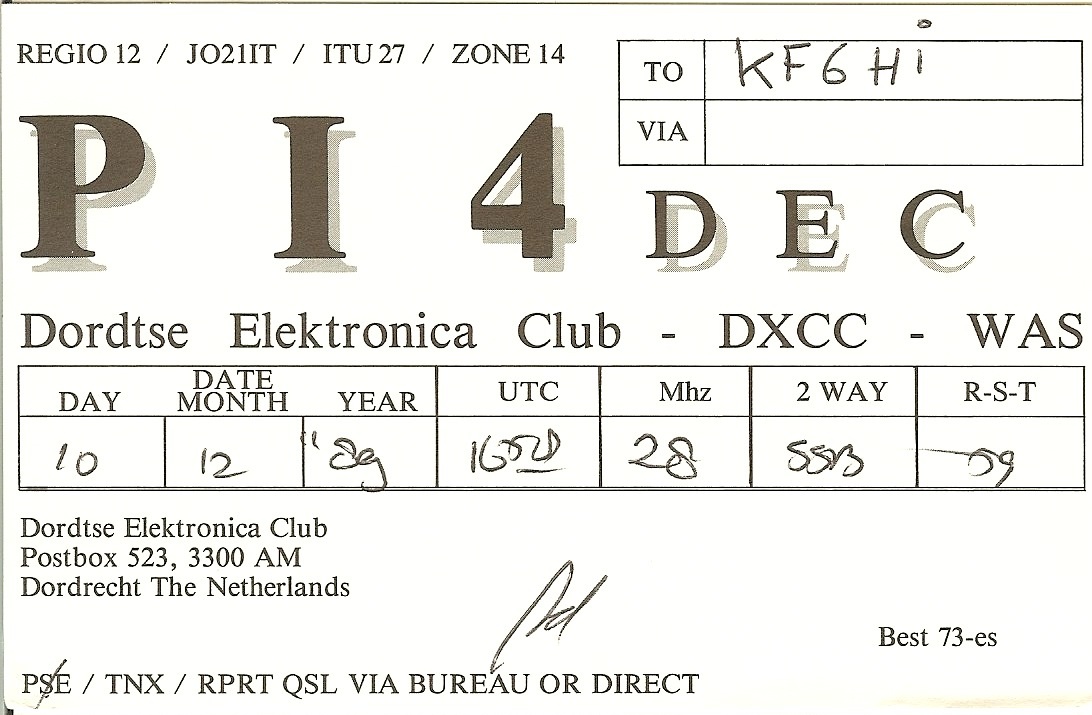 REGIO 12 / JO21IT / ITU 27 / ZONE 14
TO KF6Hi
VIA
PI4DEC
Dordtse Elektronica Club - DXCC - WAS
DAY DATE MONTH YEAR UTC Mhz 2 WAY R-S-T
10 12 '89 1650 28 SSB 59
Dordtse Elektronica Club
Postbox 523, 3300 AM
Dordrecht The Netherlands
Best 73-es
PSE / TNX / RPRT QSL VIA BUREAU OR DIRECT